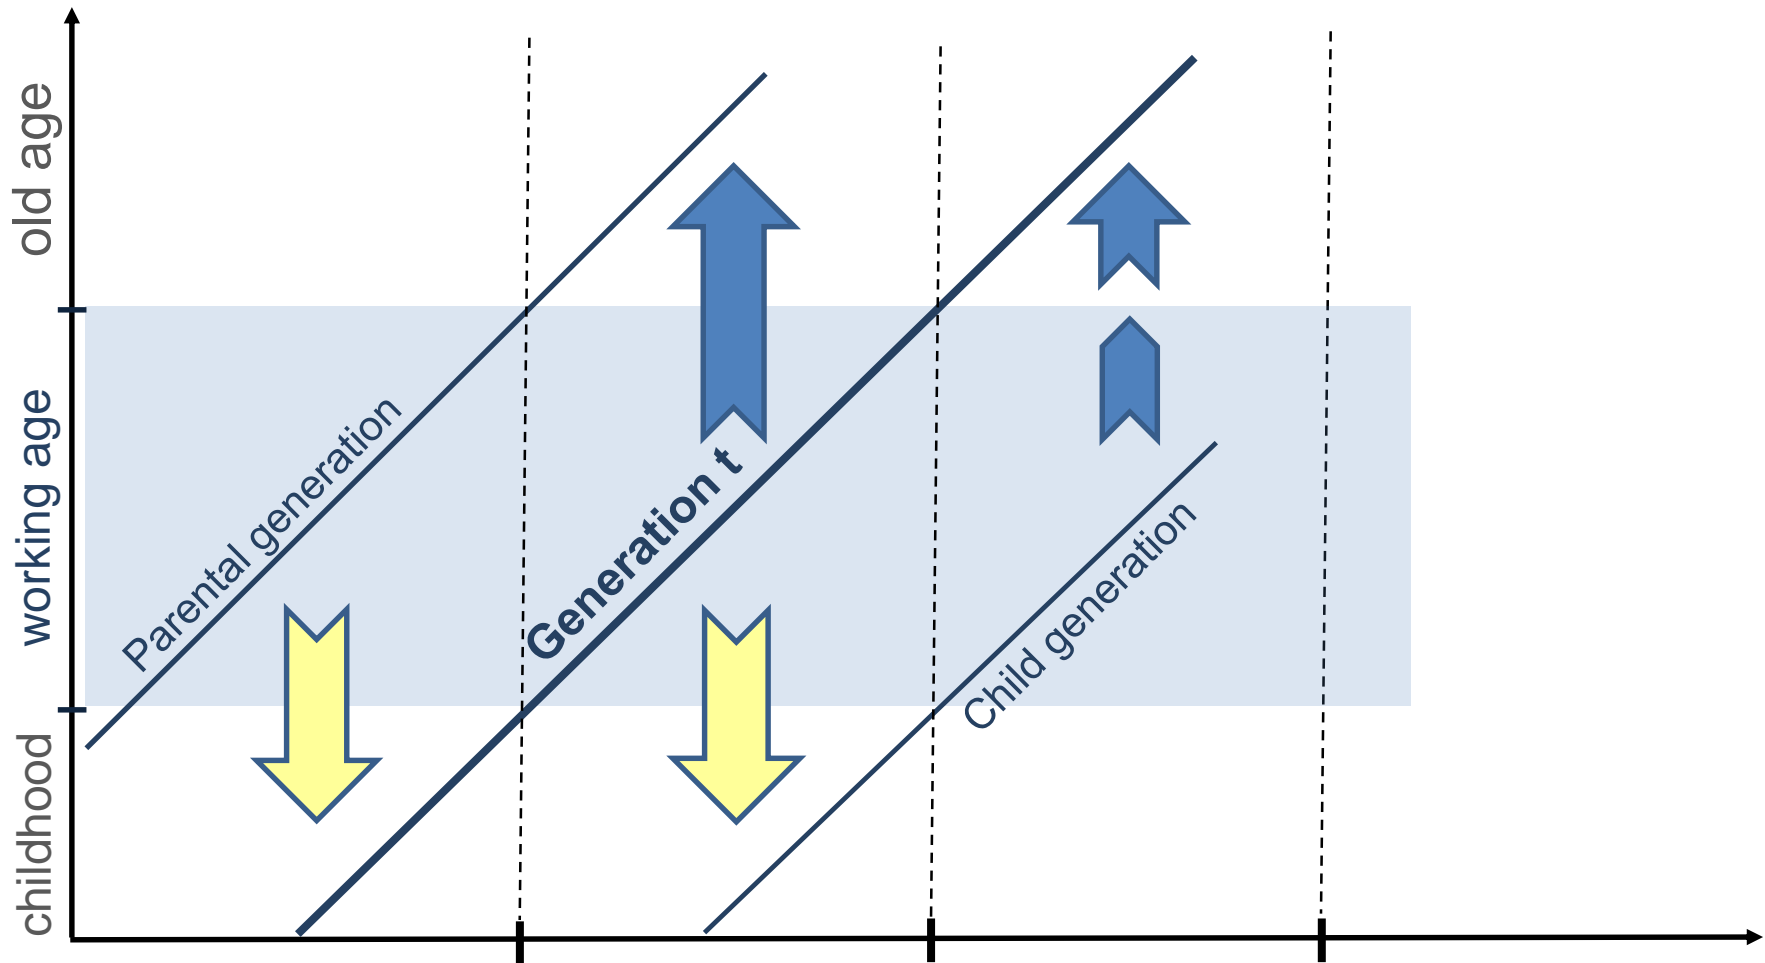 old age
working age
childhood
Parental generation
Generation t
Child generation